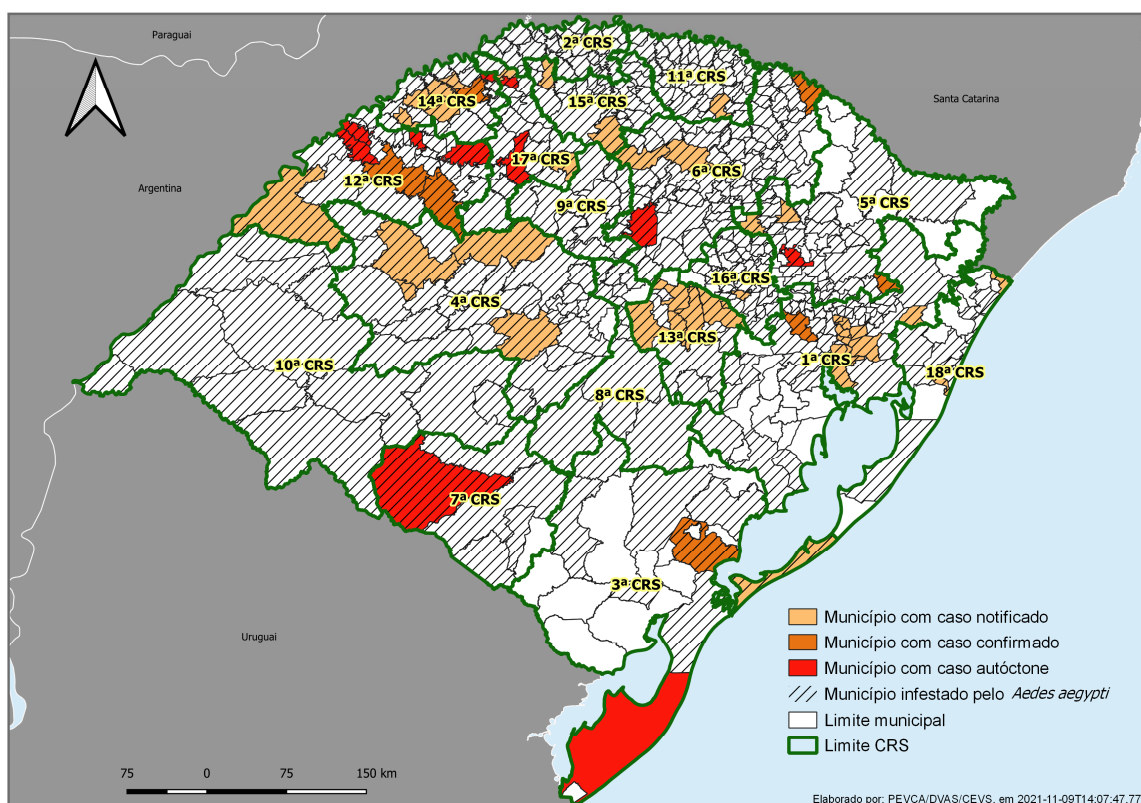 Paraguai
Santa Catarina
Argentina
Uruguai
2ª CRS
11ª CRS
14ª CRS
15ª CRS
17ª CRS
6ª CRS
12ª CRS
9ª CRS
5ª CRS
16ª CRS
4ª CRS
13ª CRS
10ª CRS
1ª CRS
18ª CRS
8ª CRS
7ª CRS
3ª CRS
Município com caso notificado
Município com caso confirmado
Município com caso autóctone
Município infestado pelo Aedes aegypti
Limite municipal
Limite CRS
75 0 75 150 km
Elaborado por: PEVCA/DVAS/CEVS, em 2021-11-09T14:07:47.77